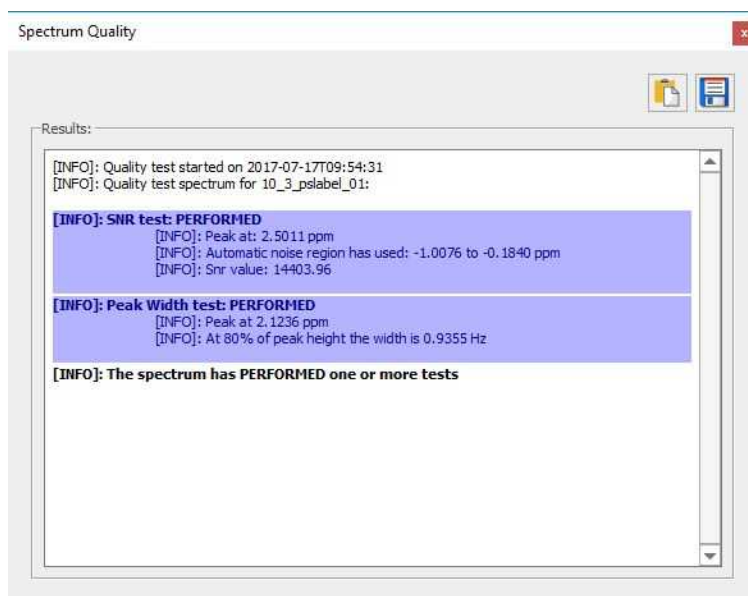 Spectrum Quality
x
Results:
[INFO]: Quality test started on 2017-07-17T09:54:31
[INFO]: Quality test spectrum for 10_3_pslabel_01:
[INFO]: SNR test: PERFORMED
[INFO]: Peak at: 2.5011 ppm
[INFO]: Automatic noise region has used: -1.0076 to -0.1840 ppm
[INFO]: Snr value: 14403.96
[INFO]: Peak Width test: PERFORMED
[INFO]: Peak at 2.1236 ppm
[INFO]: At 80% of peak height the width is 0.9355 Hz
[INFO]: The spectrum has PERFORMED one or more tests